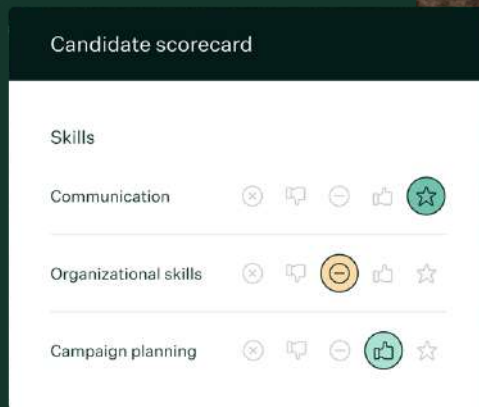 Candidate scorecard
Skills
Communication
Organizational skills
Campaign planning